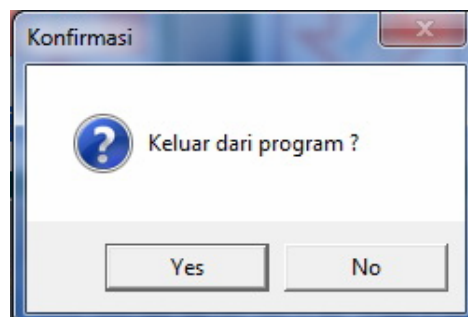 Konfirmasi
Keluar dari program ?
Yes
No